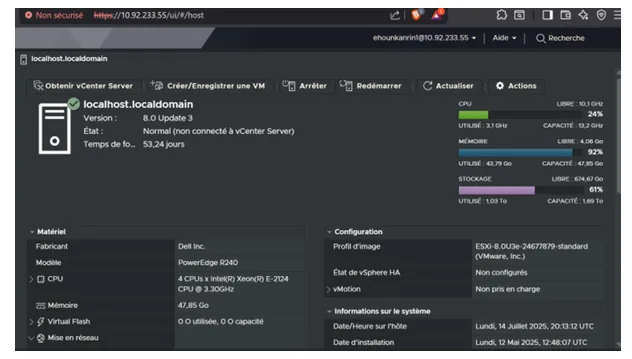 Non sécurisé https://10.92.233.55/ui/#/host
ehounkanrin1@10.92.233.55 Aide Recherche
localhost.localdomain
Obtenir vCenter Server Créer/Enregistrer une VM Arrêter Redémarrer Actualiser Actions
localhost.localdomain
Version : 8.0 Update 3
État : Normal (non connecté à vCenter Server)
Temps de fo... 53,24 jours
CPU LIBRE : 10,1 GHz
24%
UTILISÉ : 3,1 GHz CAPACITÉ : 13,2 GHz
MÉMOIRE LIBRE : 4,06 Go
92%
UTILISÉ : 43,79 Go CAPACITÉ : 47,85 Go
STOCKAGE LIBRE : 674,67 Go
61%
UTILISÉ : 1,03 To CAPACITÉ : 1,69 To
Matériel
Fabricant Dell Inc.
Modèle PowerEdge R240
CPU 4 CPUs x Intel(R) Xeon(R) E-2124
CPU @ 3.30GHz
Mémoire 47,85 Go
Virtual Flash 0 O utilisée, 0 O capacité
Mise en réseau
Configuration
Profil d'image ESXi-8.0U3e-24677879-standard
(VMware, Inc.)
État de vSphere HA Non configurés
vMotion Non pris en charge
Informations sur le système
Date/Heure sur l'hôte Lundi, 14 Juillet 2025, 20:13:12 UTC
Date d'installation Lundi, 12 Mai 2025, 12:48:07 UTC